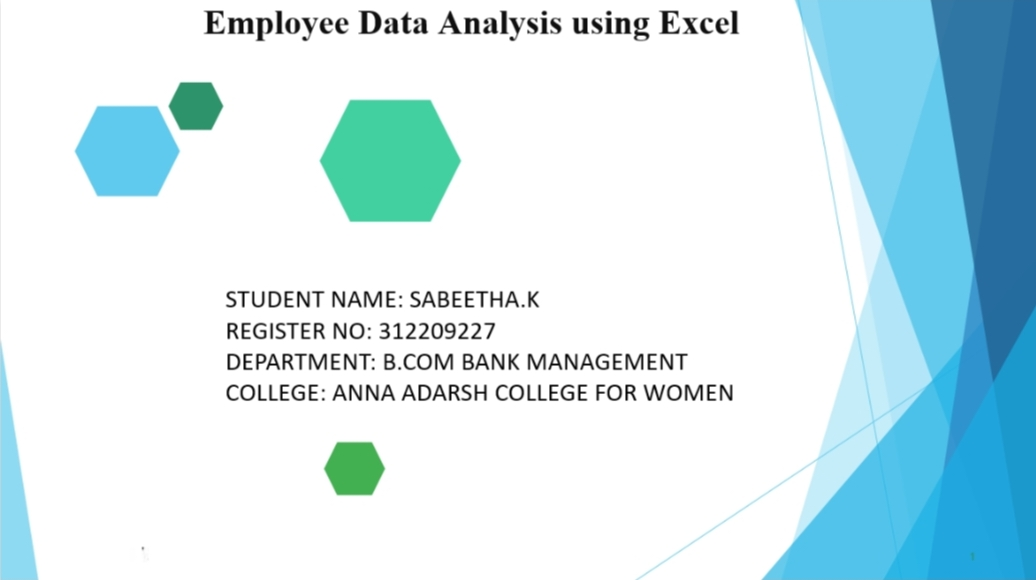 Employee Data Analysis using Excel
STUDENT NAME: SABEETHA.K
REGISTER NO: 312209227
DEPARTMENT: B.COM BANK MANAGEMENT
COLLEGE: ANNA ADARSH COLLEGE FOR WOMEN
1